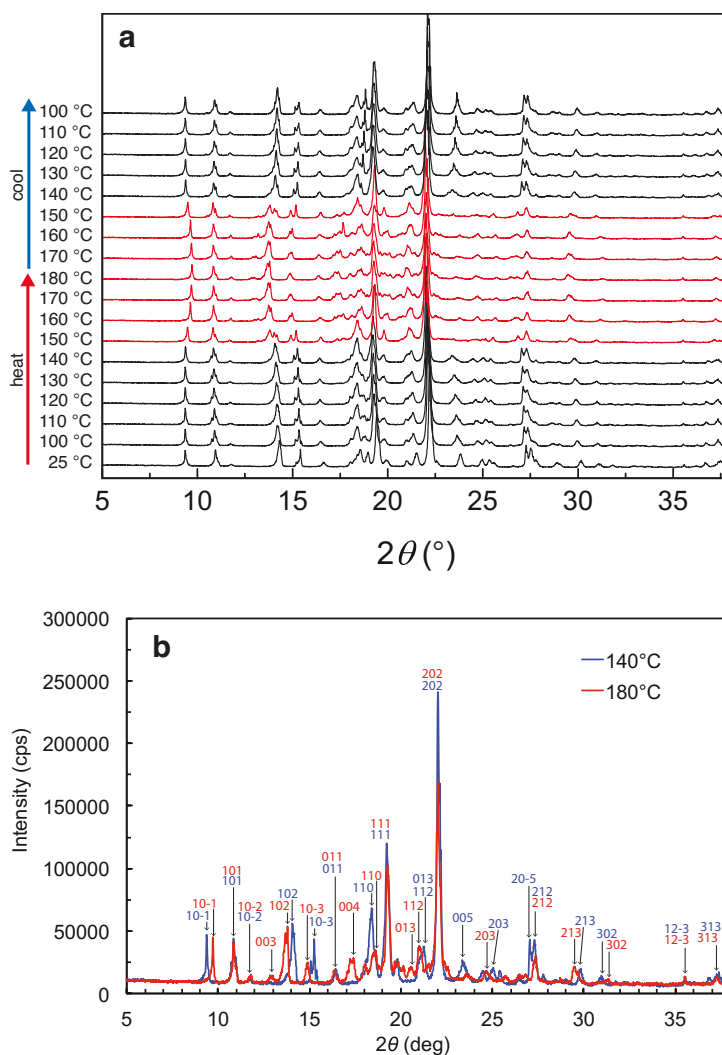 a
cool
heat
100 °C
110 °C
120 °C
130 °C
140 °C
150 °C
160 °C
170 °C
180 °C
170 °C
160 °C
150 °C
140 °C
130 °C
120 °C
110 °C
100 °C
25 °C
5 10 15 20 25 30 35
2θ (°)
b
Intensity (cps)
300000
250000
200000
150000
100000
50000
0
140°C
180°C
10-1
10-1
101
101
10-2
10-2
003
102
102
10-3
10-3
011
011
004
110
110
111
111
013
112
013
112
202
202
005
203
203
20-5
212
212
213
213
302
302
12-3
12-3
313
313
5 10 15 20 25 30 35
2θ (deg)